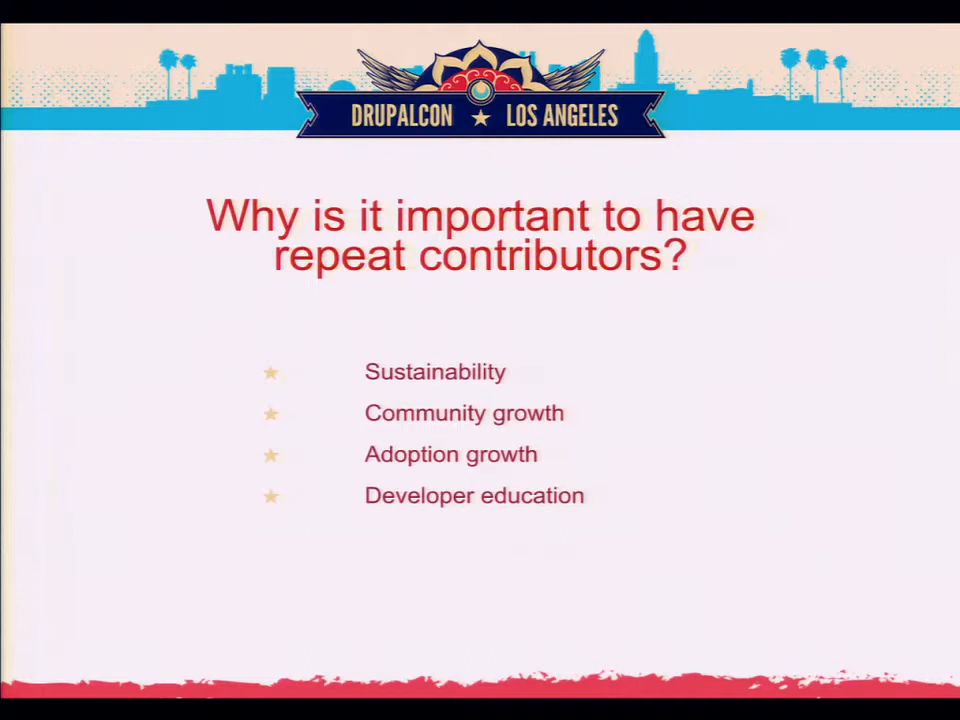 DRUPALCON ★ LOS ANGELES
Why is it important to have
repeat contributors?
★ Sustainability
★ Community growth
★ Adoption growth
★ Developer education